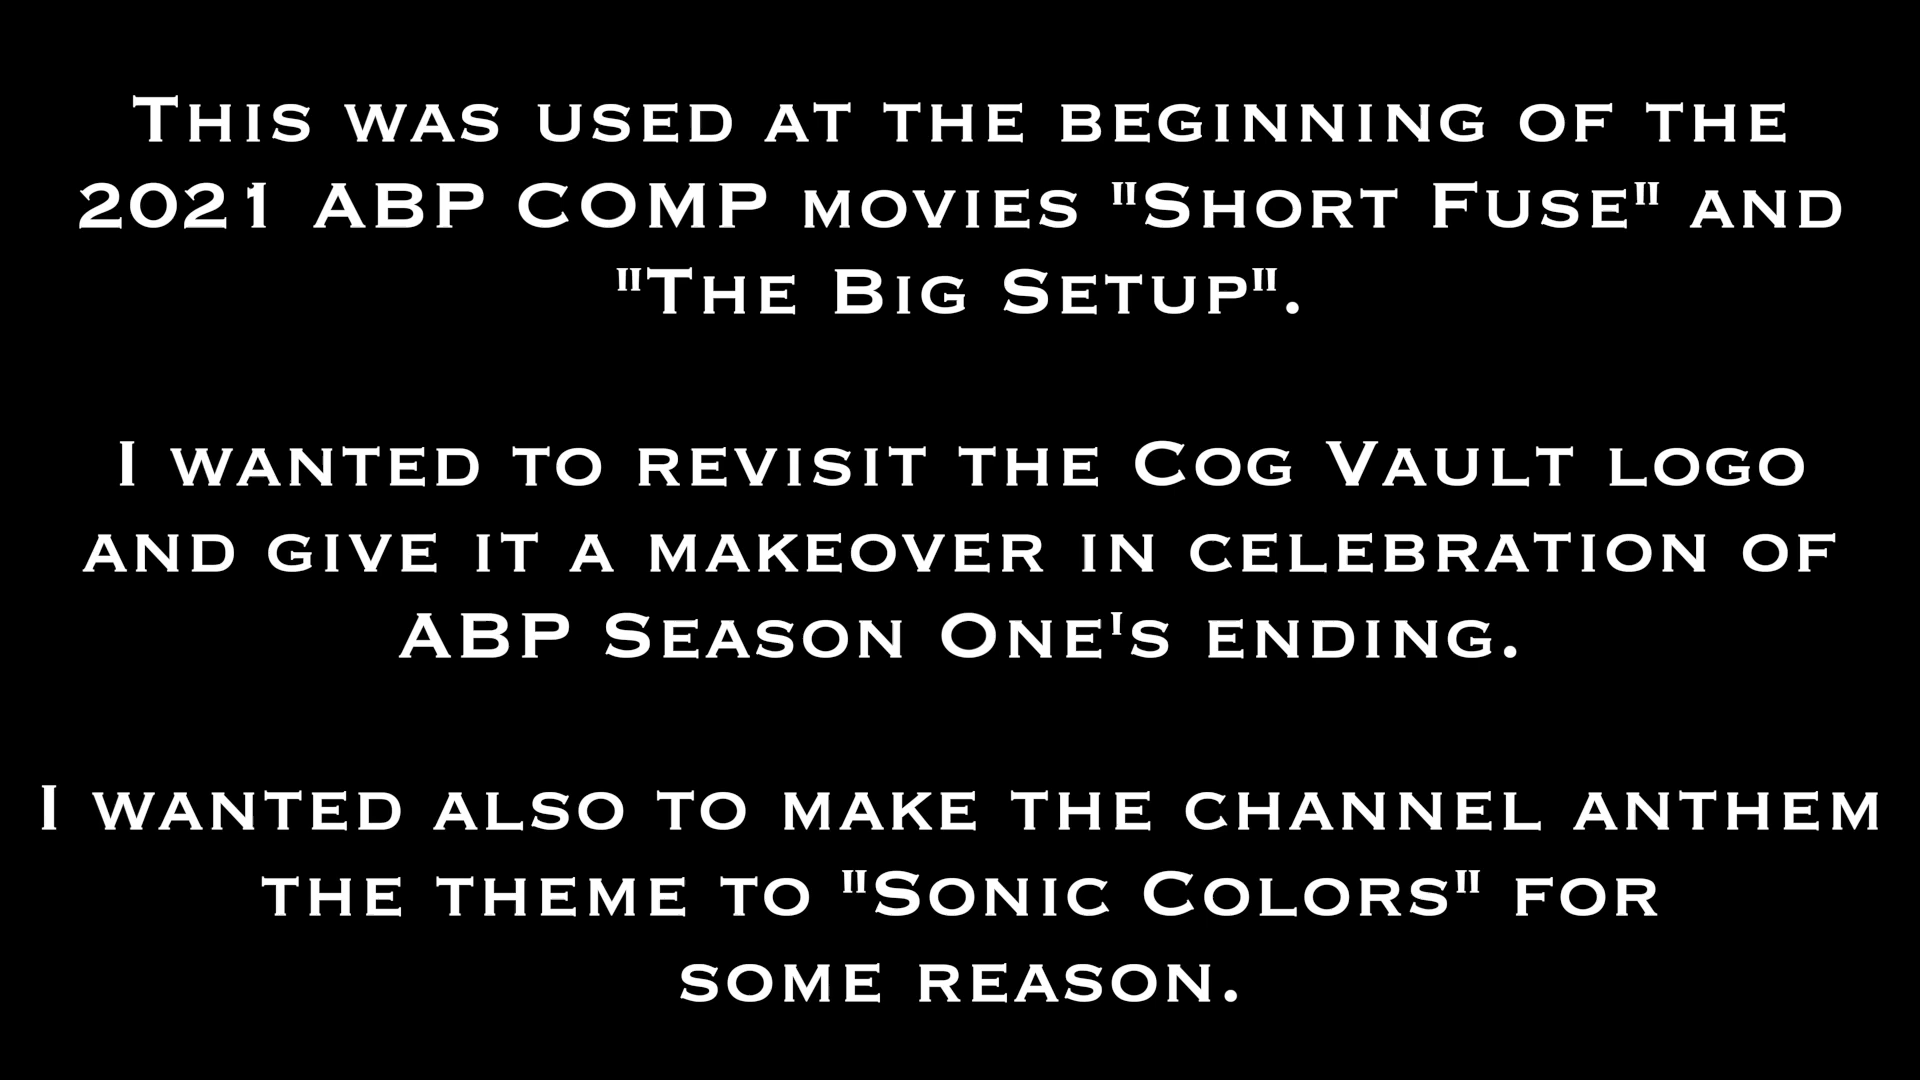 This was used at the beginning of the
2021 ABP COMP movies "Short Fuse" and
"The Big Setup".
I wanted to revisit the Cog Vault logo
and give it a makeover in celebration of
ABP Season One's ending.
I wanted also to make the channel anthem
the theme to "Sonic Colors" for
some reason.